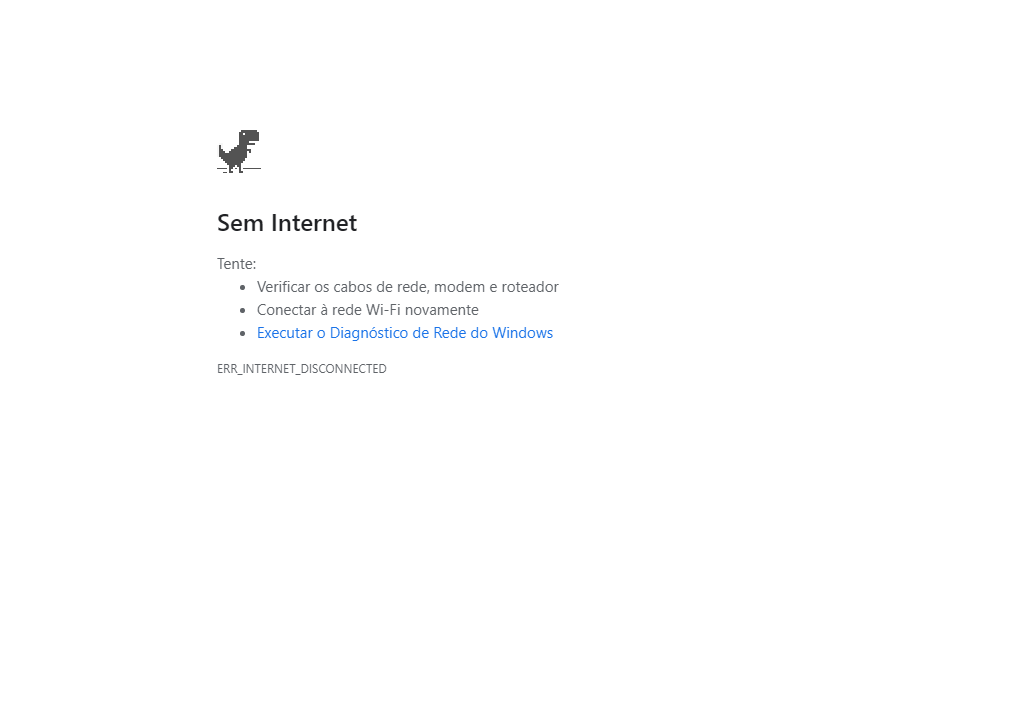 Sem Internet
Tente:
Verificar os cabos de rede, modem e roteador
Conectar à rede Wi-Fi novamente
Executar o Diagnóstico de Rede do Windows
ERR_INTERNET_DISCONNECTED